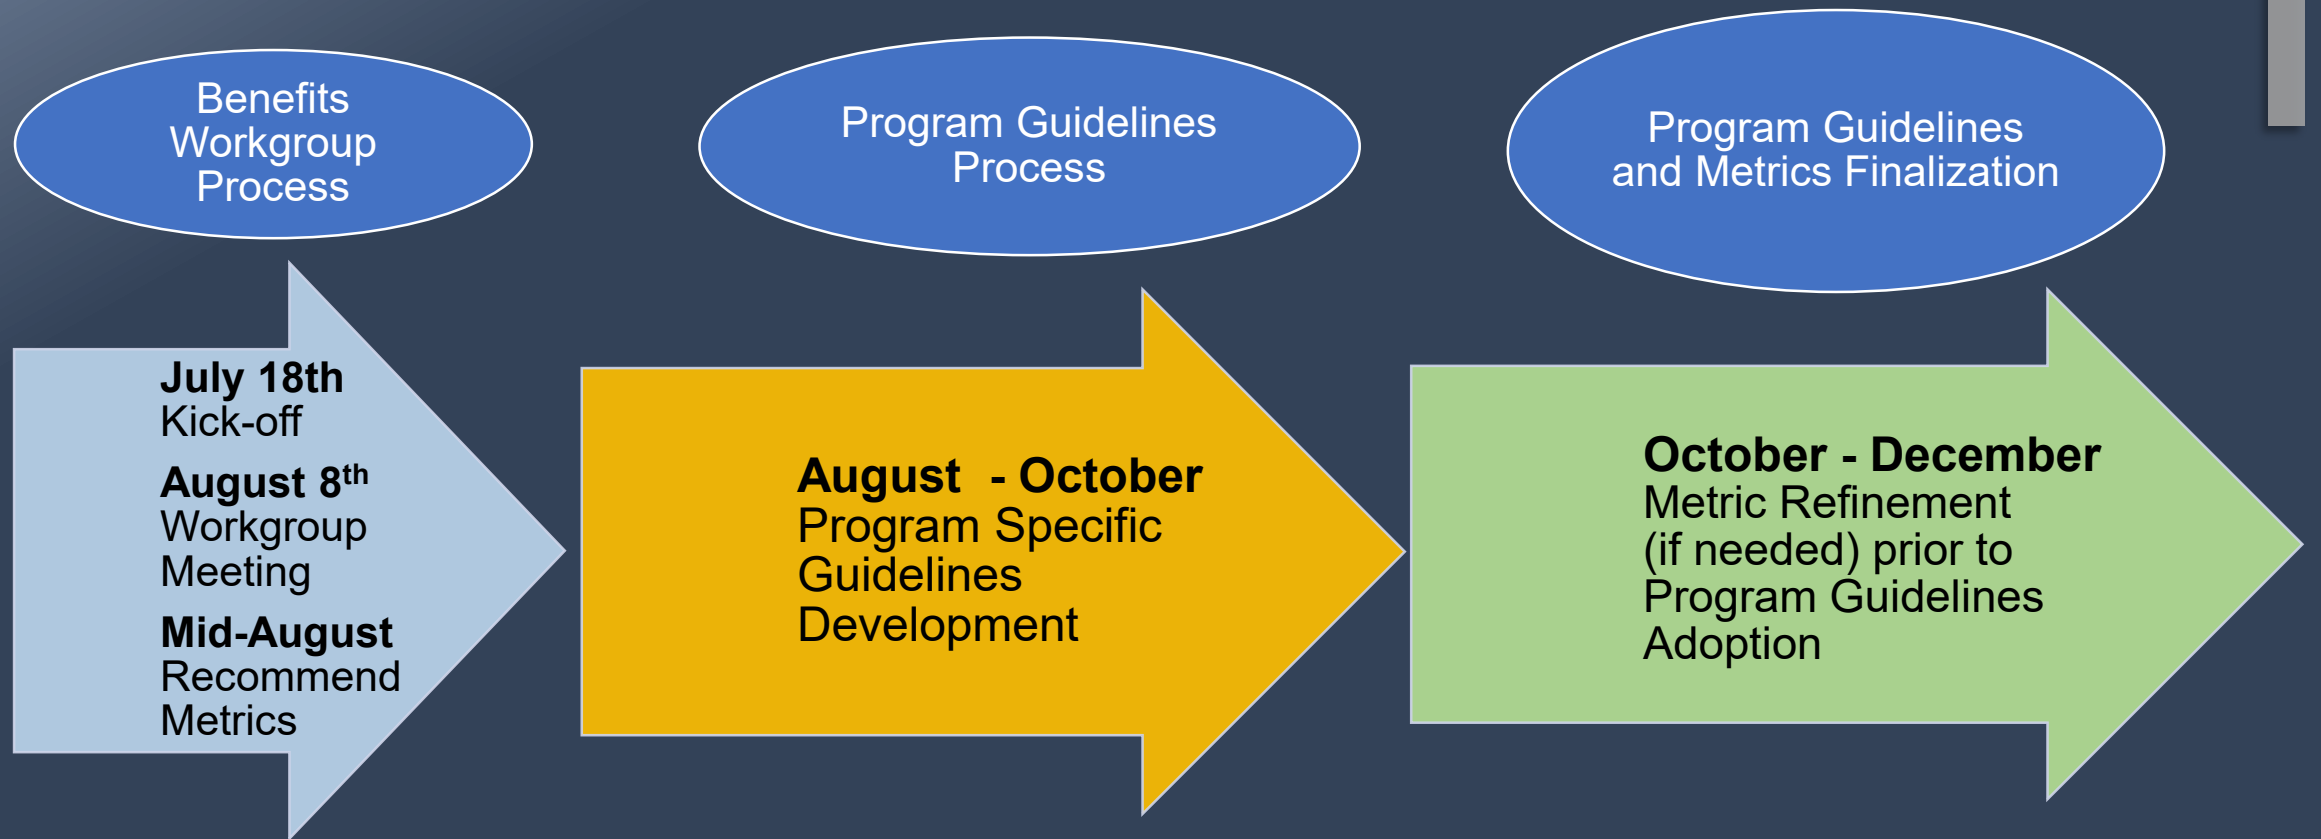 Benefits
Workgroup
Process
Program Guidelines
Process
Program Guidelines
and Metrics Finalization
July 18th
Kick-off
August 8th
Workgroup
Meeting
Mid-August
Recommend
Metrics
August - October
Program Specific
Guidelines
Development
October - December
Metric Refinement
(if needed) prior to
Program Guidelines
Adoption